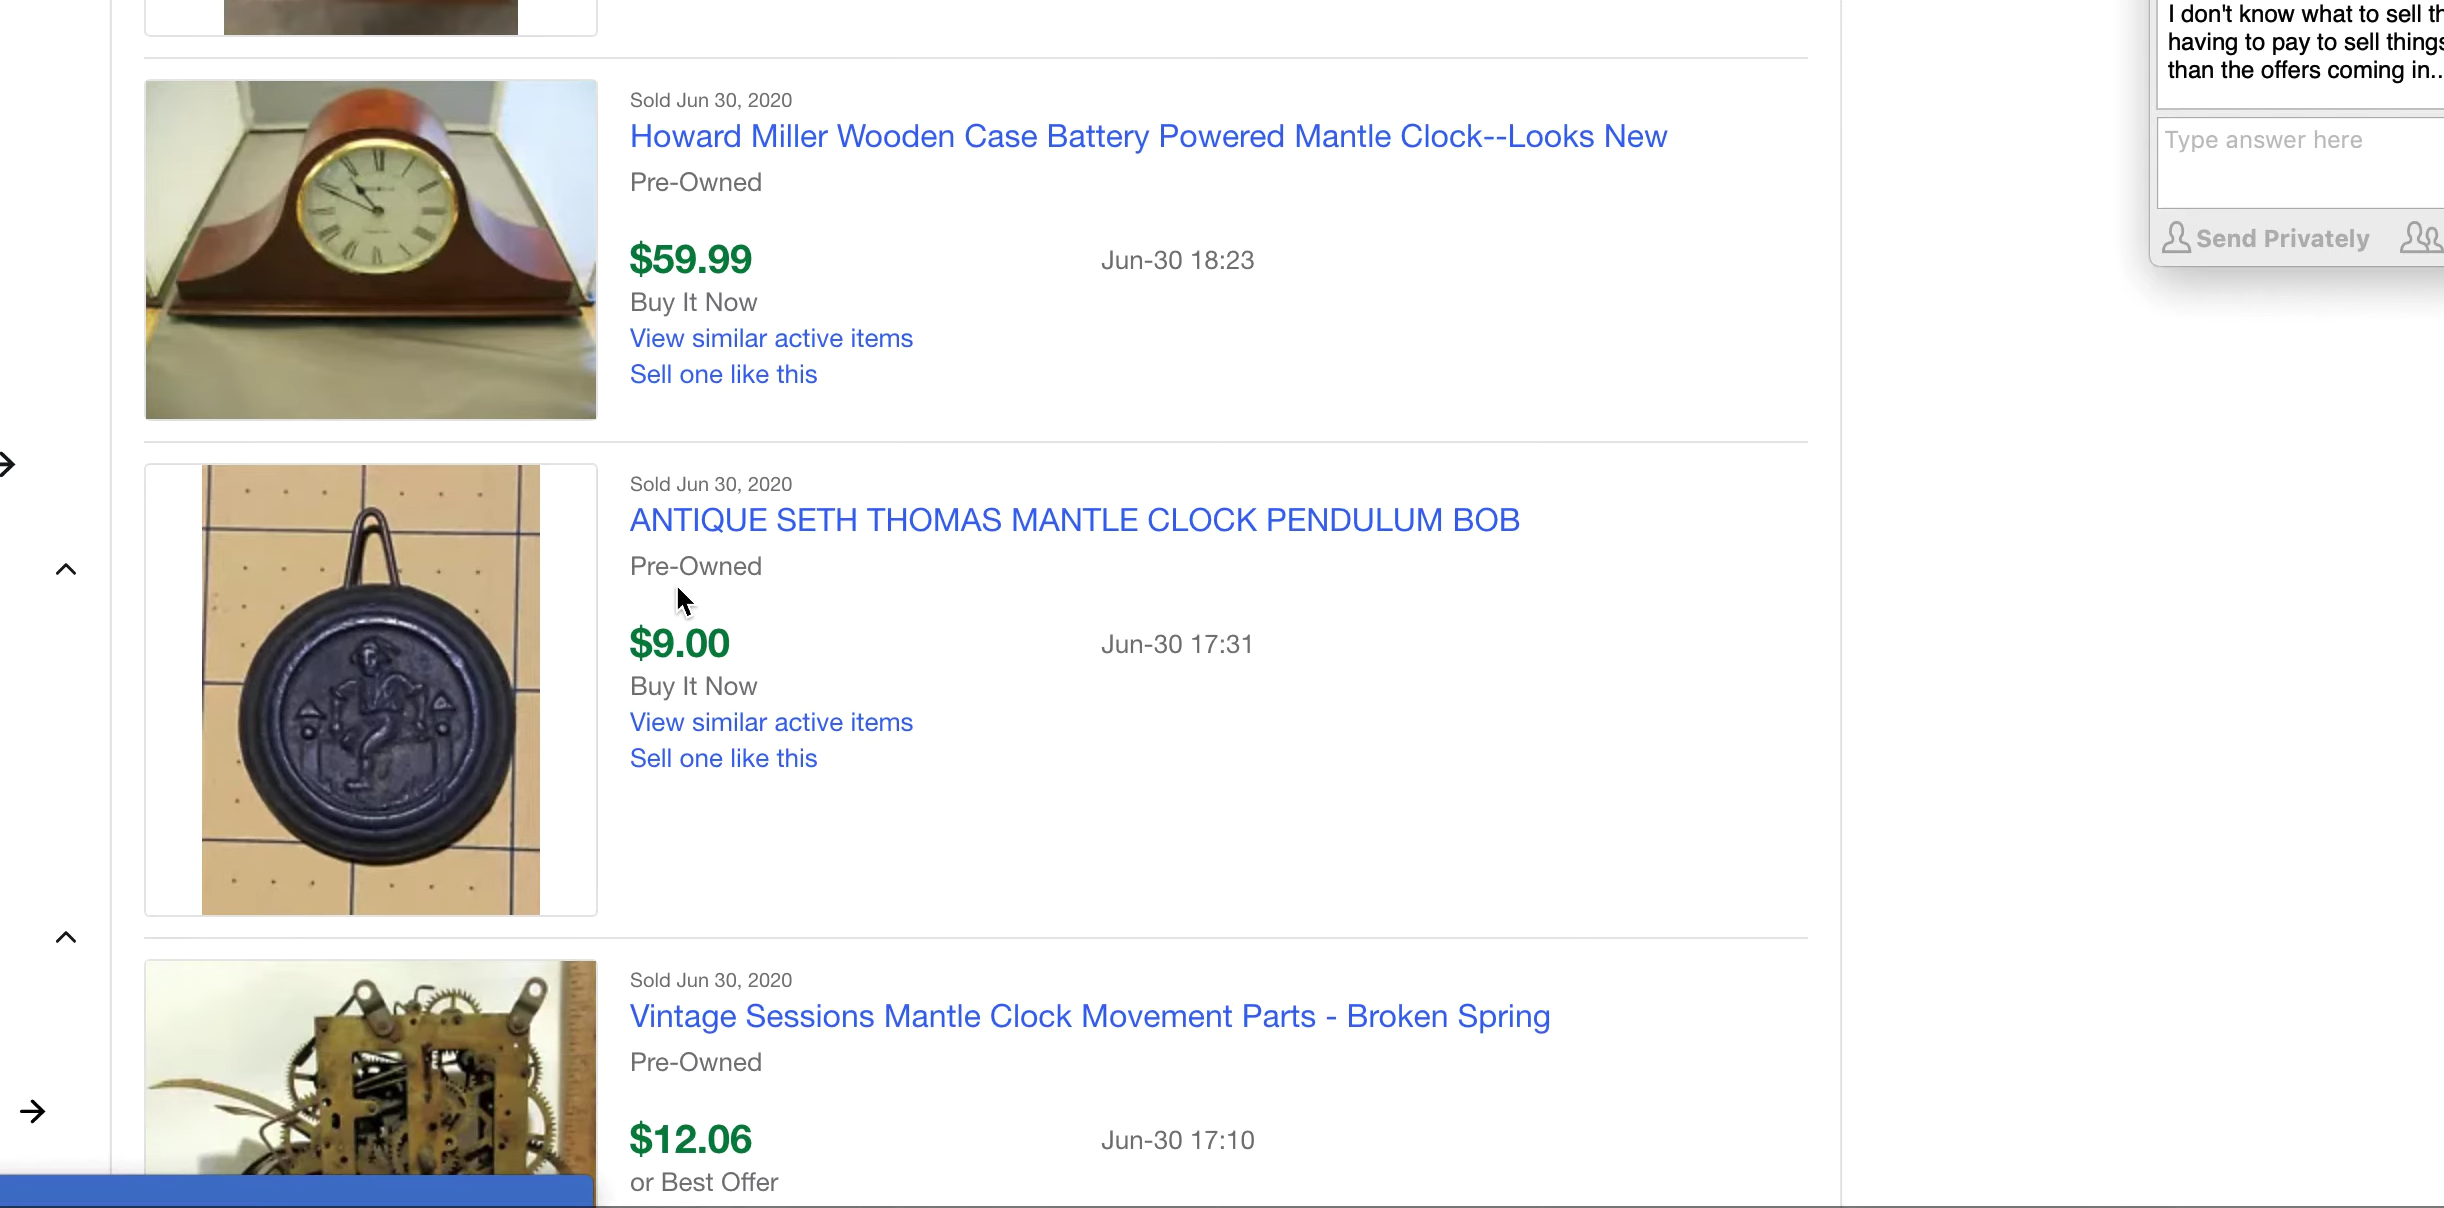 I don't know what to sell
having to pay to sell things
than the offers coming in..
Type answer here
Send Privately
Sold Jun 30, 2020
Howard Miller Wooden Case Battery Powered Mantle Clock--Looks New
Pre-Owned
$59.99
Jun-30 18:23
Buy It Now
View similar active items
Sell one like this
Sold Jun 30, 2020
ANTIQUE SETH THOMAS MANTLE CLOCK PENDULUM BOB
Pre-Owned
$9.00
Jun-30 17:31
Buy It Now
View similar active items
Sell one like this
Sold Jun 30, 2020
Vintage Sessions Mantle Clock Movement Parts - Broken Spring
Pre-Owned
$12.06
Jun-30 17:10
or Best Offer